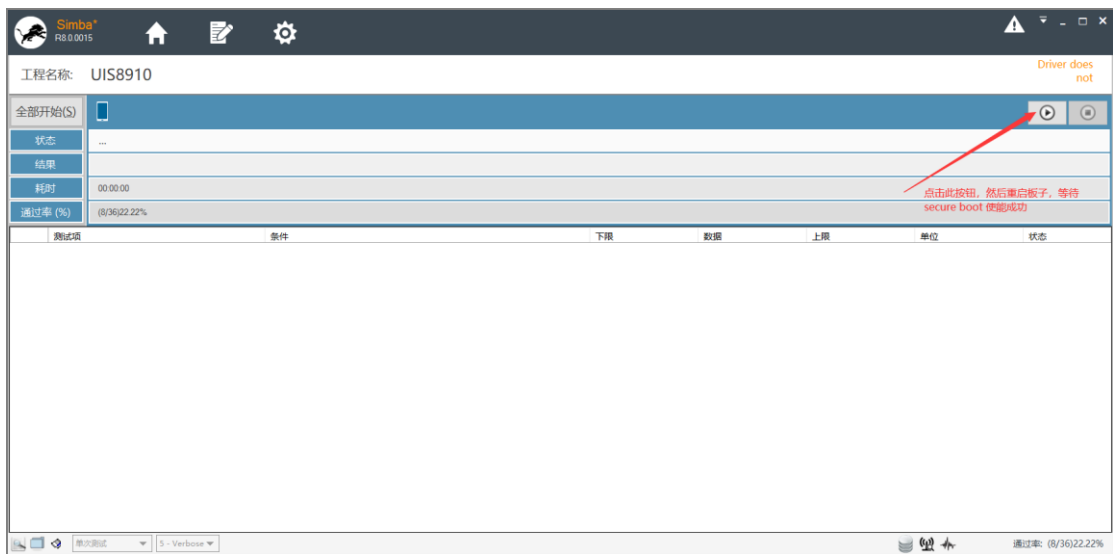 Simba*
R8.0.0015
工程名称: UIS8910
Driver does
not
全部开始(S)
状态 ...
结果
耗时 00:00:00
通过率 (%) (8/36)22.22%
点击此按钮，然后重启板子，等待
secure boot 使能成功
测试项 条件 下限 数据 上限 单位 状态
单次测试 5 - Verbose 通过率: (8/36)22.22%